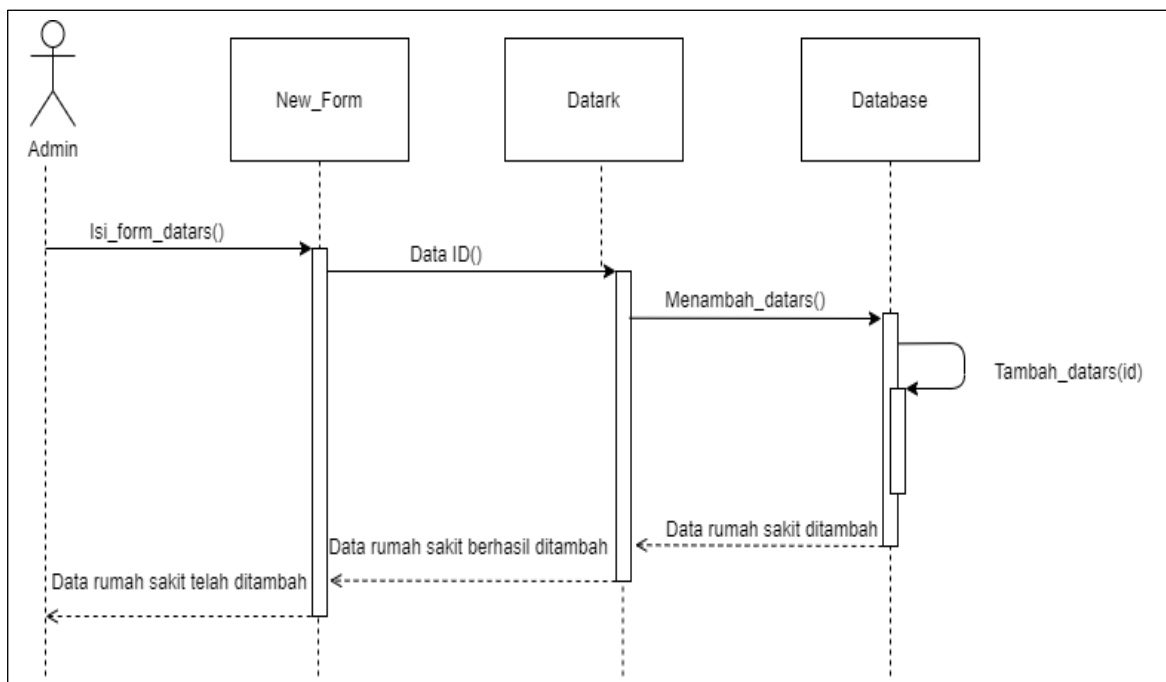 Admin
New_Form
Datark
Database
Isi_form_datars()
Data ID()
Menambah_datars()
Tambah_datars(id)
Data rumah sakit ditambah
Data rumah sakit berhasil ditambah
Data rumah sakit telah ditambah